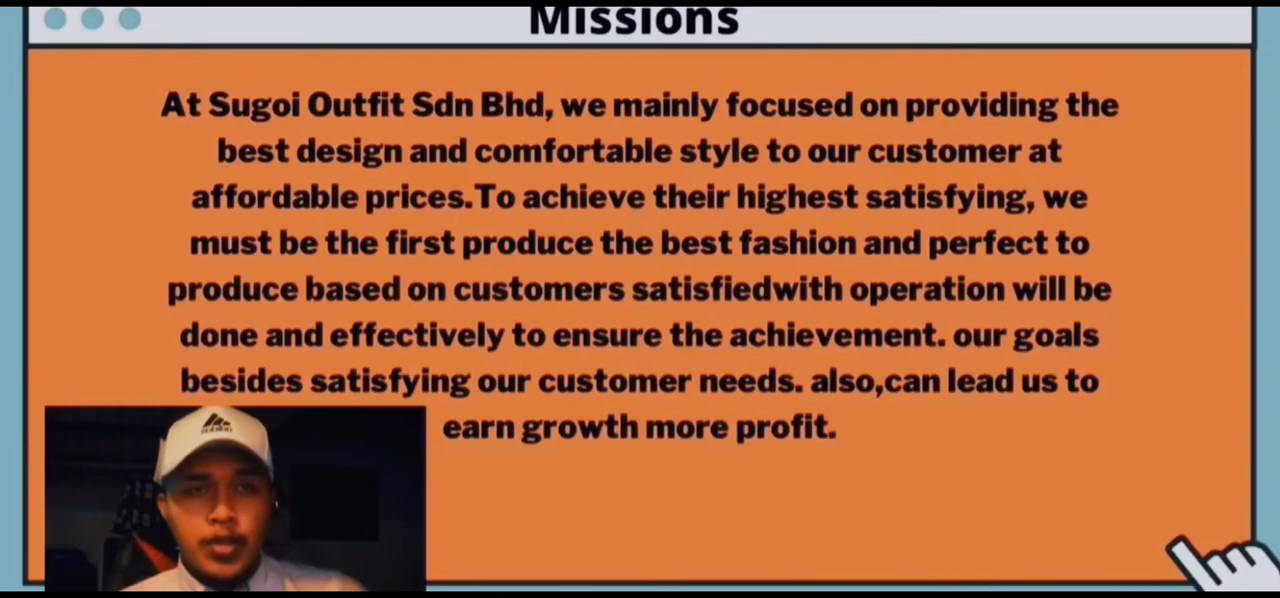 Missions
At Sugoi Outfit Sdn Bhd, we mainly focused on providing the
best design and comfortable style to our customer at
affordable prices.To achieve their highest satisfying, we
must be the first produce the best fashion and perfect to
produce based on customers satisfiedwith operation will be
done and effectively to ensure the achievement. our goals
besides satisfying our customer needs. also,can lead us to
earn growth more profit.